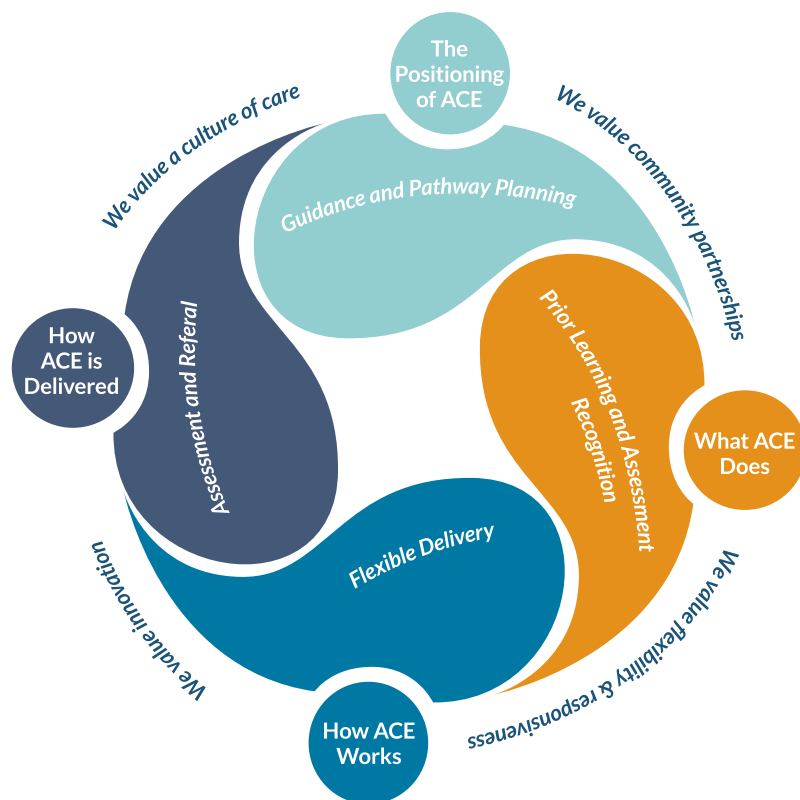 The
Positioning
of ACE
We value a culture of care
We value community partnerships
Guidance and Pathway Planning
How
ACE is
Delivered
Assessment and Referal
Prior Learning and Assessment
Recognition
What ACE
Does
Flexible Delivery
We value innovation
We value flexibility & responsiveness
How ACE
Works